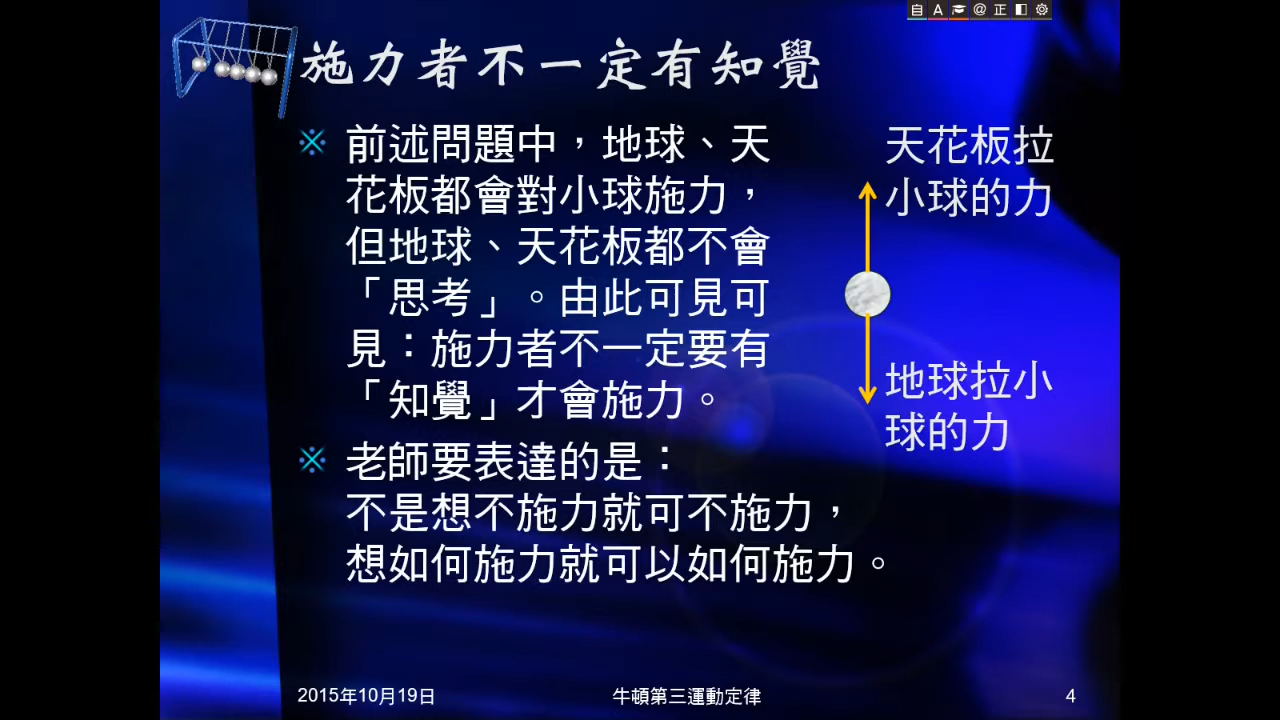 自 A @ 正
施力者不一定有知覺
※ 前述問題中，地球、天
花板都會對小球施力，
但地球、天花板都不會
「思考」。由此可見可
見：施力者不一定要有
「知覺」才會施力。
※ 老師要表達的是：
不是想不施力就可不施力，
想如何施力就可以如何施力。
天花板拉
小球的力
地球拉小
球的力
2015年10月19日
牛頓第三運動定律
4